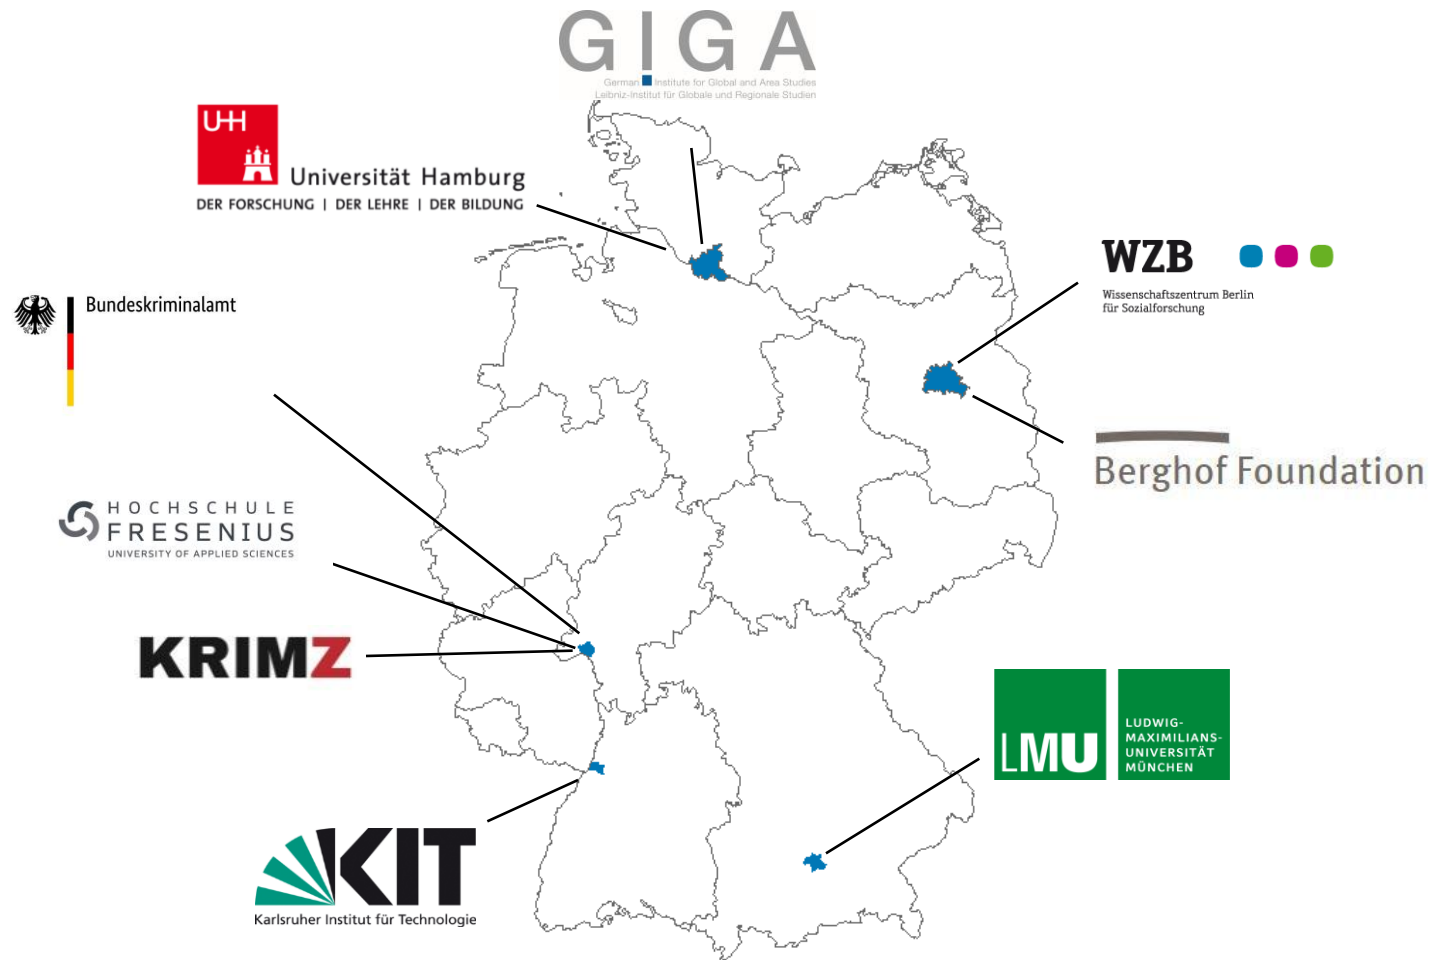 GIGA
German Institute for Global and Area Studies
Leibniz-Institut für Globale und Regionale Studien
UHH
Universität Hamburg
DER FORSCHUNG | DER LEHRE | DER BILDUNG
WZB
Wissenschaftszentrum Berlin
für Sozialforschung
Bundeskriminalamt
Berghof Foundation
HOCHSCHULE
FRESENIUS
UNIVERSITY OF APPLIED SCIENCES
KRIMZ
LMU
LUDWIG-
MAXIMILIANS-
UNIVERSITÄT
MÜNCHEN
KIT
Karlsruher Institut für Technologie